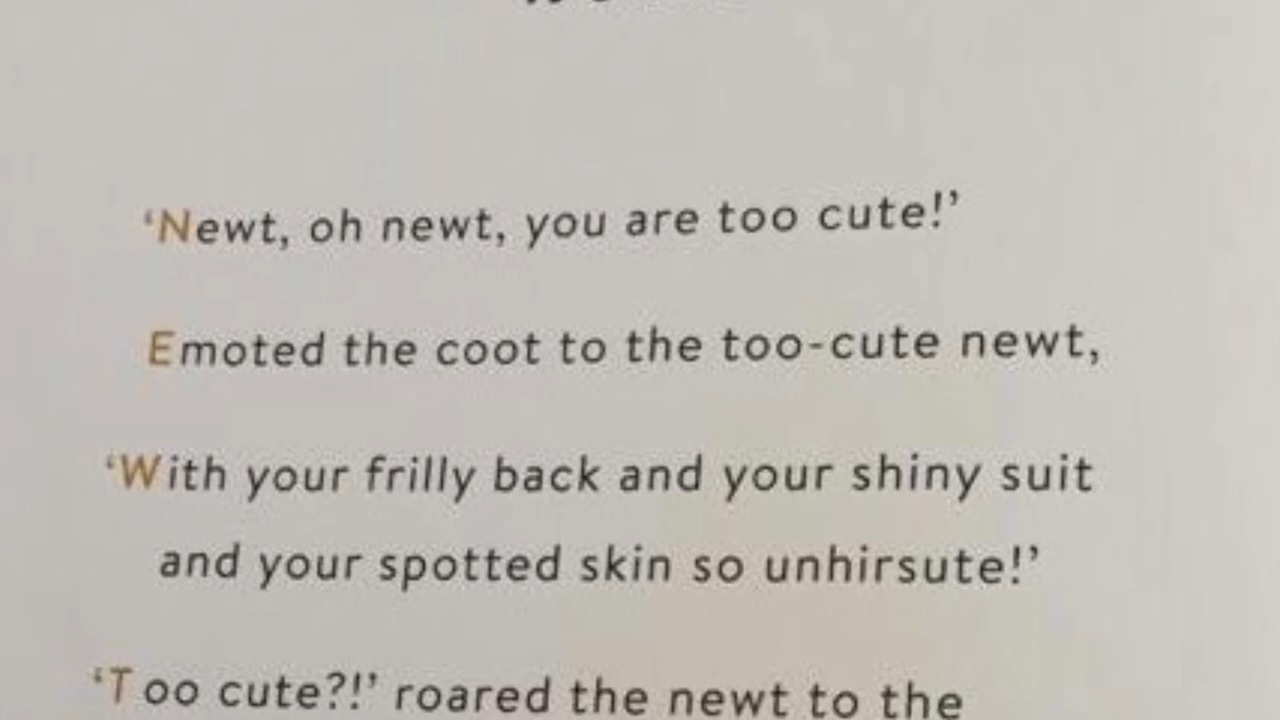 ‘Newt, oh newt, you are too cute!’
Emoted the coot to the too-cute newt,
‘With your frilly back and your shiny suit
and your spotted skin so unhirsute!’
‘Too cute?!’ roared the newt to the